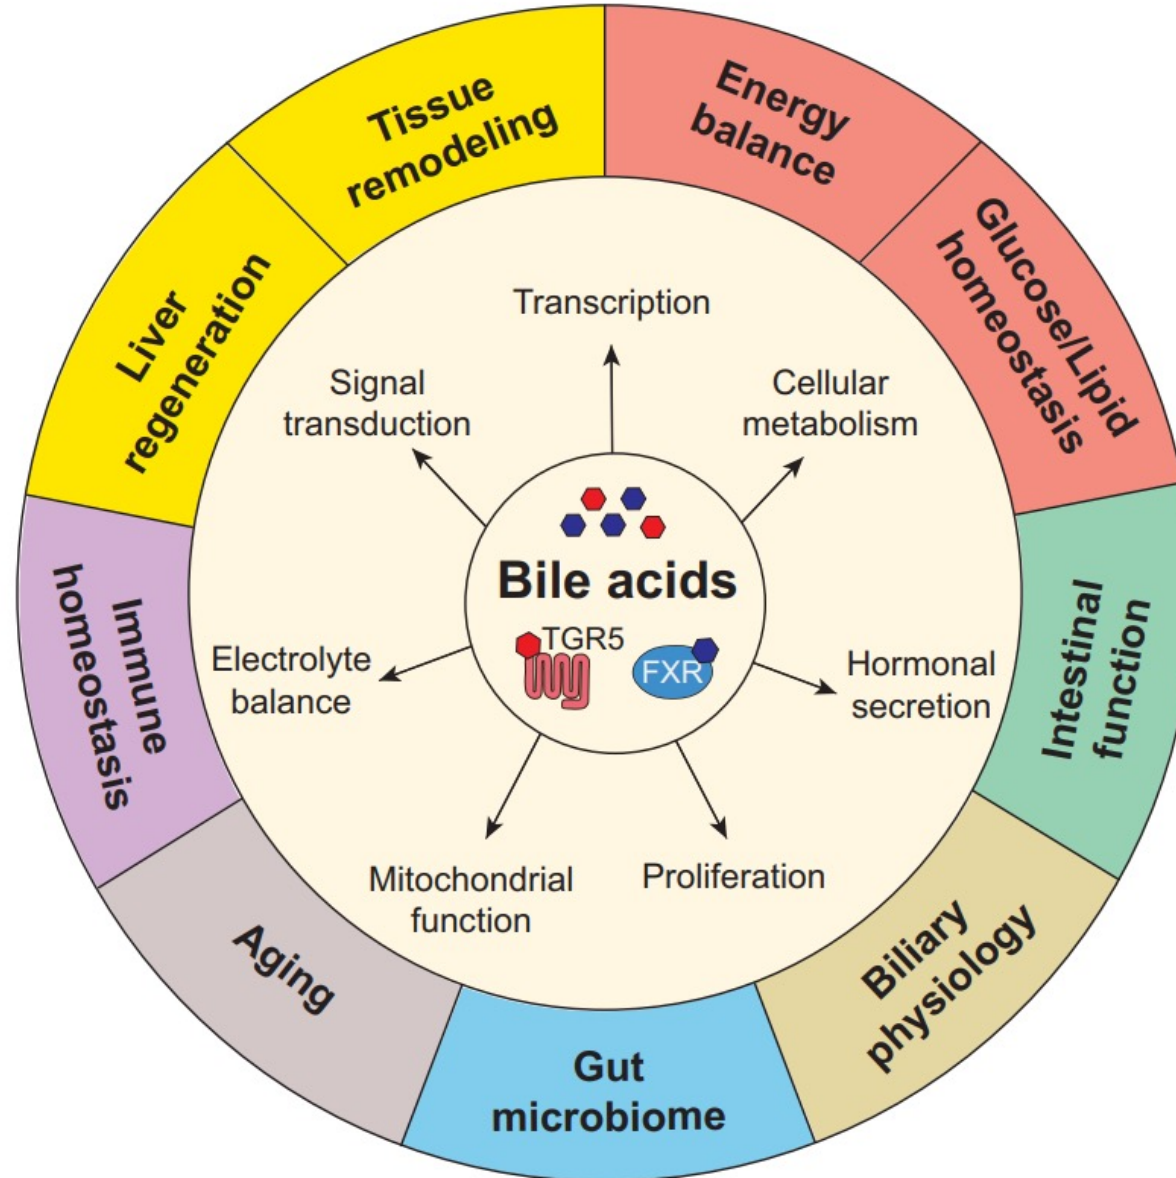 Tissue
remodeling
Energy
balance
Glucose/Lipid
homeostasis
Liver
regeneration
Transcription
Signal
transduction
Cellular
metabolism
Bile acids
TGR5
FXR
Immune
homeostasis
Electrolyte
balance
Hormonal
secretion
Intestinal
function
Mitochondrial
function
Proliferation
Aging
Gut
microbiome
Biliary
physiology